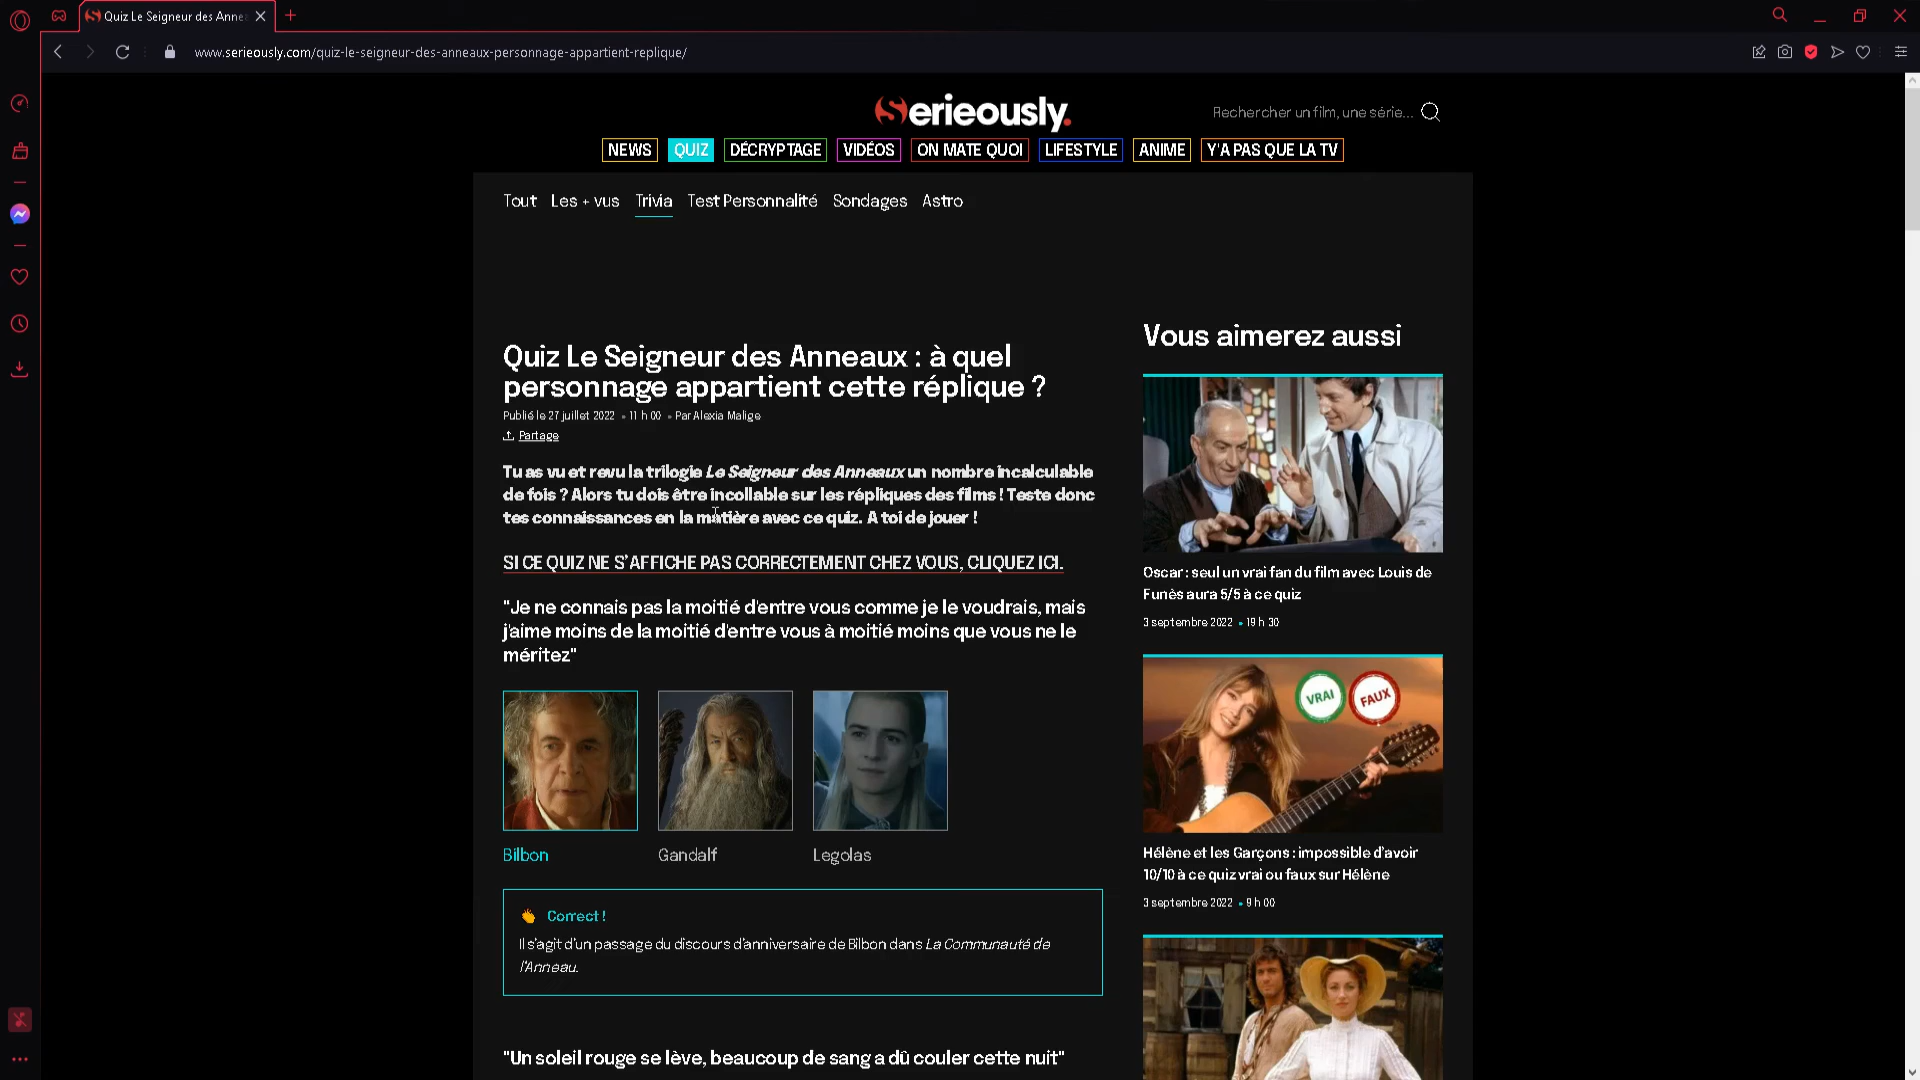 Quiz Le Seigneur des Anne
www.serieously.com/quiz-le-seigneur-des-anneaux-personnage-appartient-replique/
Serieously.
Rechercher un film, une série...
NEWS QUIZ DÉCRYPTAGE VIDÉOS ON MATE QUOI LIFESTYLE ANIME Y'A PAS QUE LA TV
Tout Les + vus Trivia Test Personnalité Sondages Astro
Quiz Le Seigneur des Anneaux : à quel
personnage appartient cette réplique ?
Publié le 27 juillet 2022 • 11 h 00 • Par Alexia Malige
Partage
Tu as vu et revu la trilogie Le Seigneur des Anneaux un nombre incalculable
de fois ? Alors tu dois être incollable sur les répliques des films ! Teste donc
tes connaissances en la matière avec ce quiz. A toi de jouer !
SI CE QUIZ NE S'AFFICHE PAS CORRECTEMENT CHEZ VOUS, CLIQUEZ ICI.
"Je ne connais pas la moitié d'entre vous comme je le voudrais, mais
j'aime moins de la moitié d'entre vous à moitié moins que vous ne le
méritez"
Bilbon Gandalf Legolas
Correct !
Il s'agit d'un passage du discours d'anniversaire de Bilbon dans La Communauté de
l'Anneau.
"Un soleil rouge se lève, beaucoup de sang a dû couler cette nuit"
Vous aimerez aussi
Oscar : seul un vrai fan du film avec Louis de
Funès aura 5/5 à ce quiz
3 septembre 2022 • 19 h 30
VRAI FAUX
Hélène et les Garçons : impossible d'avoir
10/10 à ce quiz vrai ou faux sur Hélène
3 septembre 2022 • 9 h 00